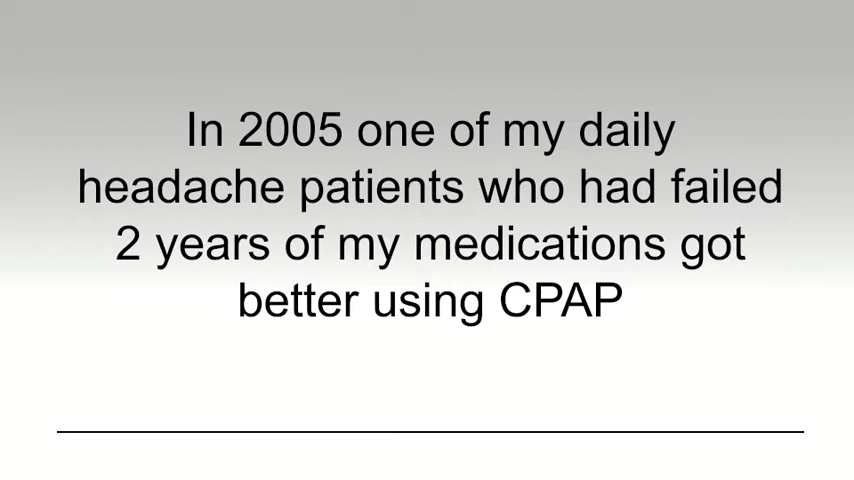 In 2005 one of my daily
headache patients who had failed
2 years of my medications got
better using CPAP